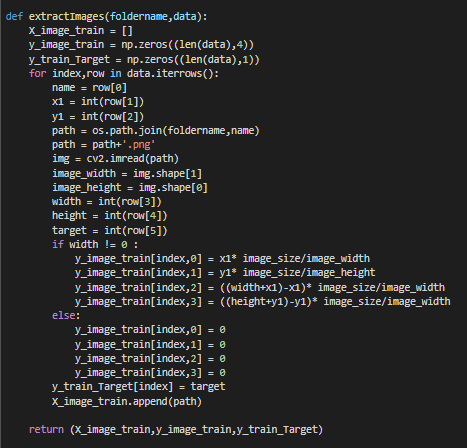 def extractImages(foldername,data):
    X_image_train = []
    y_image_train = np.zeros((len(data),4))
    y_train_Target = np.zeros((len(data),1))
    for index,row in data.iterrows():
        name = row[0]
        x1 = int(row[1])
        y1 = int(row[2])
        path = os.path.join(foldername,name)
        path = path+'.png'
        img = cv2.imread(path)
        image_width = img.shape[1]
        image_height = img.shape[0]
        width = int(row[3])
        height = int(row[4])
        target = int(row[5])
        if width != 0 :
            y_image_train[index,0] = x1* image_size/image_width
            y_image_train[index,1] = y1* image_size/image_height
            y_image_train[index,2] = ((width+x1)-x1)* image_size/image_width
            y_image_train[index,3] = ((height+y1)-y1)* image_size/image_width
        else:
            y_image_train[index,0] = 0
            y_image_train[index,1] = 0
            y_image_train[index,2] = 0
            y_image_train[index,3] = 0
        y_train_Target[index] = target
        X_image_train.append(path)
    return (X_image_train,y_image_train,y_train_Target)